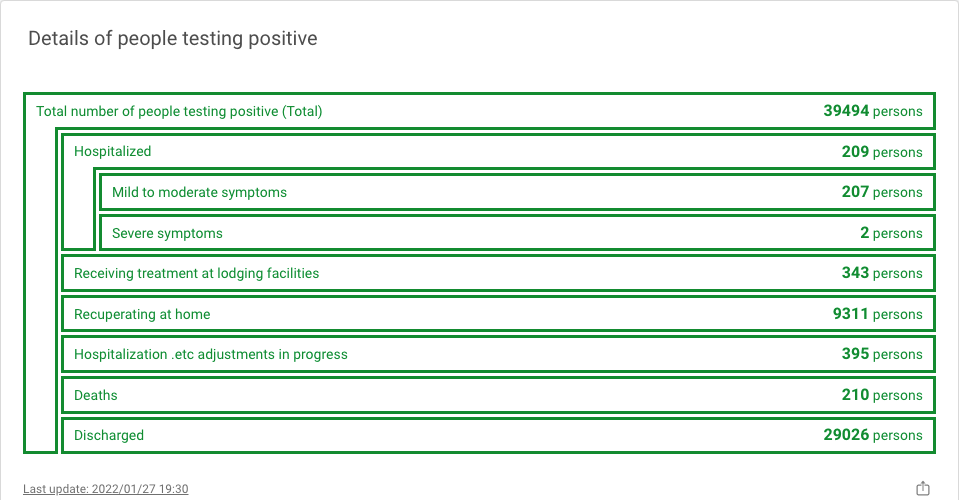 Details of people testing positive
Total number of people testing positive (Total) 39494 persons
Hospitalized 209 persons
Mild to moderate symptoms 207 persons
Severe symptoms 2 persons
Receiving treatment at lodging facilities 343 persons
Recuperating at home 9311 persons
Hospitalization .etc adjustments in progress 395 persons
Deaths 210 persons
Discharged 29026 persons
Last update: 2022/01/27 19:30